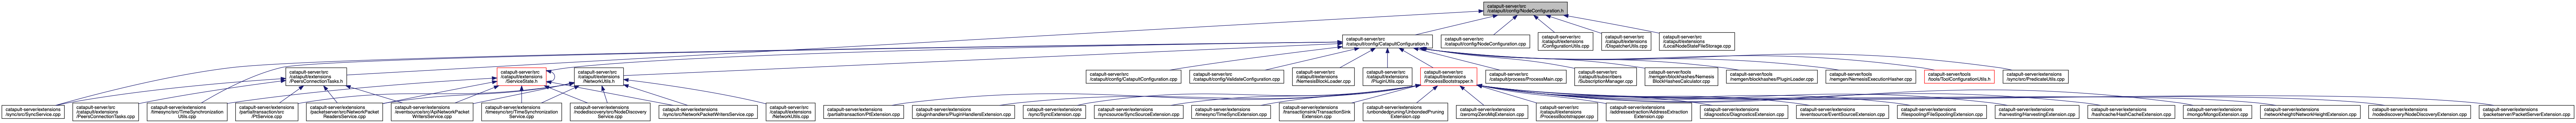 catapult-server/src
/catapult/config/NodeConfiguration.h
catapult-server/src
/catapult/config/CatapultConfiguration.h
catapult-server/src
/catapult/config/NodeConfiguration.cpp
catapult-server/src
/catapult/extensions
/ConfigurationUtils.cpp
catapult-server/src
/catapult/extensions
/DispatcherUtils.cpp
catapult-server/src
/catapult/extensions
/LocalNodeStateFileStorage.cpp
catapult-server/src
/catapult/extensions
/PeersConnectionTasks.h
catapult-server/src
/catapult/extensions
/ServiceState.h
catapult-server/src
/catapult/extensions
/NetworkUtils.h
catapult-server/src
/catapult/config/CatapultConfiguration.cpp
catapult-server/src
/catapult/config/ValidateConfiguration.cpp
catapult-server/src
/catapult/extensions
/NemesisBlockLoader.cpp
catapult-server/src
/catapult/extensions
/PluginUtils.cpp
catapult-server/src
/catapult/extensions
/ProcessBootstrapper.h
catapult-server/src
/catapult/process/ProcessMain.cpp
catapult-server/src
/catapult/subscribers
/SubscriptionManager.cpp
catapult-server/tools
/nemgen/blockhashes/Nemesis
BlockHashesCalculator.cpp
catapult-server/tools
/nemgen/blockhashes/PluginLoader.cpp
catapult-server/tools
/nemgen/NemesisExecutionHasher.cpp
catapult-server/tools
/tools/ToolConfigurationUtils.h
catapult-server/extensions
/sync/src/PredicateUtils.cpp
catapult-server/extensions
/sync/src/SyncService.cpp
catapult-server/src
/catapult/extensions
/PeersConnectionTasks.cpp
catapult-server/extensions
/timesync/src/TimeSynchronization
Utils.cpp
catapult-server/extensions
/partialtransaction/src
/PtService.cpp
catapult-server/extensions
/packetserver/src/NetworkPacket
ReadersService.cpp
catapult-server/extensions
/eventsource/src/ApiNetworkPacket
WritersService.cpp
catapult-server/extensions
/timesync/src/TimeSynchronization
Service.cpp
catapult-server/extensions
/nodediscovery/src/NodeDiscovery
Service.cpp
catapult-server/extensions
/syncsrc/src/NetworkPacketWritersService.cpp
catapult-server/src
/catapult/extensions
/NetworkUtils.cpp
catapult-server/extensions
/partialtransaction/PtExtension.cpp
catapult-server/extensions
/pluginhandlers/PluginHandlersExtension.cpp
catapult-server/extensions
/sync/SyncExtension.cpp
catapult-server/extensions
/syncsource/SyncSourceExtension.cpp
catapult-server/extensions
/timesync/TimeSyncExtension.cpp
catapult-server/extensions
/transactionsink/TransactionSink
Extension.cpp
catapult-server/extensions
/unbondedpruning/UnbondedPruning
Extension.cpp
catapult-server/extensions
/zeromq/ZeroMqExtension.cpp
catapult-server/src
/catapult/extensions
/ProcessBootstrapper.cpp
catapult-server/extensions
/addressextraction/AddressExtraction
Extension.cpp
catapult-server/extensions
/diagnostics/DiagnosticsExtension.cpp
catapult-server/extensions
/eventsource/EventSourceExtension.cpp
catapult-server/extensions
/filespooling/FileSpoolingExtension.cpp
catapult-server/extensions
/harvesting/HarvestingExtension.cpp
catapult-server/extensions
/hashcache/HashCacheExtension.cpp
catapult-server/extensions
/mongo/MongoExtension.cpp
catapult-server/extensions
/networkheight/NetworkHeightExtension.cpp
catapult-server/extensions
/nodediscovery/NodeDiscoveryExtension.cpp
catapult-server/extensions
/packetserver/PacketServerExtension.cpp